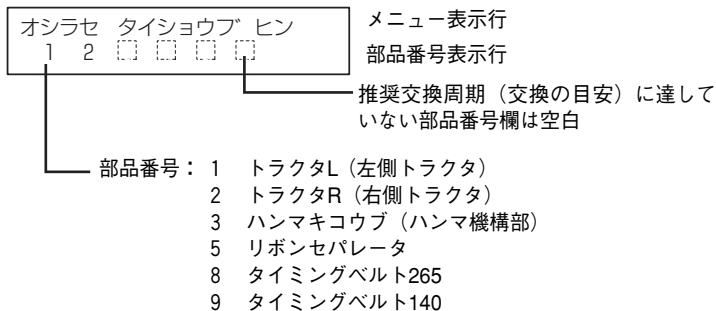 オシラセ タイショウブヒン
1 2
メニュー表示行
部品番号表示行
推奨交換周期（交換の目安）に達して
いない部品番号欄は空白
部品番号： 1 トラクタL（左側トラクタ）
2 トラクタR（右側トラクタ）
3 ハンマキコウブ（ハンマ機構部）
5 リボンセパレータ
8 タイミングベルト265
9 タイミングベルト140